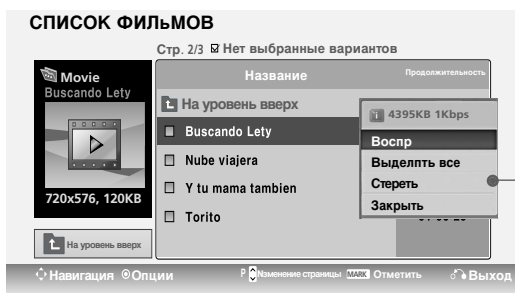 СПИСОК ФИЛЬМОВ
Стр. 2/3 Нет выбранные вариантов
Movie
Buscando Lety
720x576, 120KB
На уровень вверх
Название
Продолжительность
На уровень вверх
Buscando Lety
Nube viajera
Y tu mama tambien
Torito
4395KB 1Kbps
Воспр
Выделпть все
Стереть
Закрыть
Навигация Опции P Nзменение страницы MARK Отметить Выход